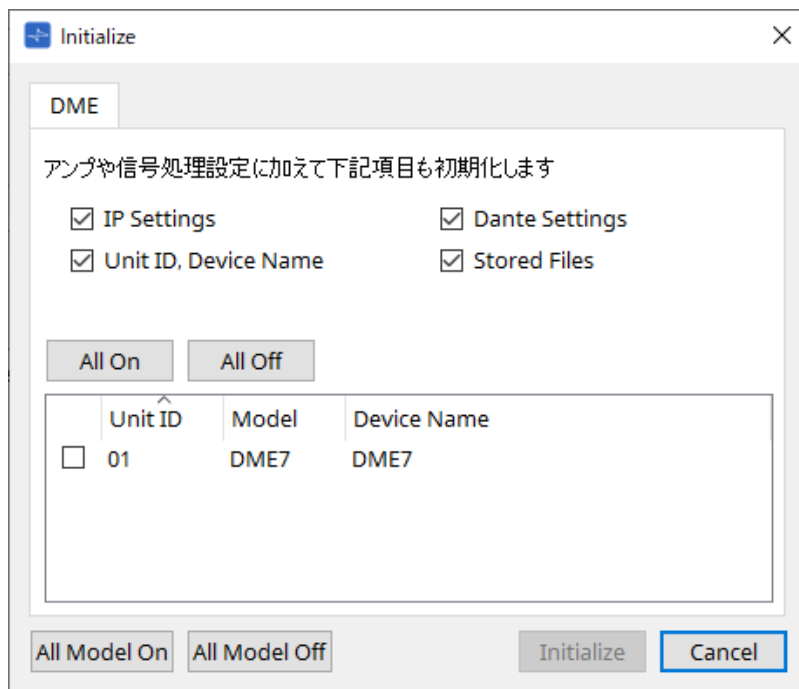 Initialize
DME
アンプや信号処理設定に加えて下記項目も初期化します
IP Settings Dante Settings
Unit ID, Device Name Stored Files
All On All Off
Unit ID Model Device Name
01 DME7 DME7
All Model On All Model Off Initialize Cancel